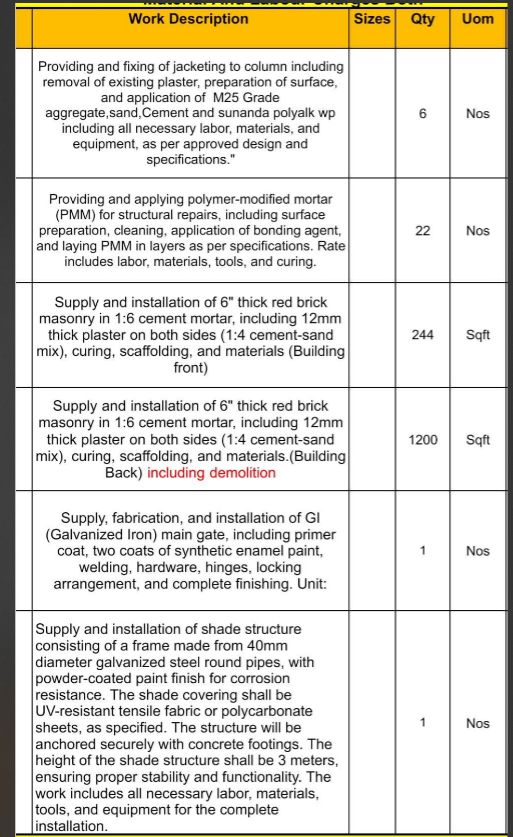 Material And Labour Charges Both
Work Description Sizes Qty Uom
Providing and fixing of jacketing to column including
removal of existing plaster, preparation of surface,
and application of M25 Grade
aggregate,sand,Cement and sunanda polyalk wp
including all necessary labor, materials, and
equipment, as per approved design and
specifications."
6 Nos
Providing and applying polymer-modified mortar
(PMM) for structural repairs, including surface
preparation, cleaning, application of bonding agent,
and laying PMM in layers as per specifications. Rate
includes labor, materials, tools, and curing.
22 Nos
Supply and installation of 6" thick red brick
masonry in 1:6 cement mortar, including 12mm
thick plaster on both sides (1:4 cement-sand
mix), curing, scaffolding, and materials (Building
front)
244 Sqft
Supply and installation of 6" thick red brick
masonry in 1:6 cement mortar, including 12mm
thick plaster on both sides (1:4 cement-sand
mix), curing, scaffolding, and materials.(Building
Back) including demolition
1200 Sqft
Supply, fabrication, and installation of GI
(Galvanized Iron) main gate, including primer
coat, two coats of synthetic enamel paint,
welding, hardware, hinges, locking
arrangement, and complete finishing. Unit:
1 Nos
Supply and installation of shade structure
consisting of a frame made from 40mm
diameter galvanized steel round pipes, with
powder-coated paint finish for corrosion
resistance. The shade covering shall be
UV-resistant tensile fabric or polycarbonate
sheets, as specified. The structure will be
anchored securely with concrete footings. The
height of the shade structure shall be 3 meters,
ensuring proper stability and functionality. The
work includes all necessary labor, materials,
tools, and equipment for the complete
installation.
1 Nos